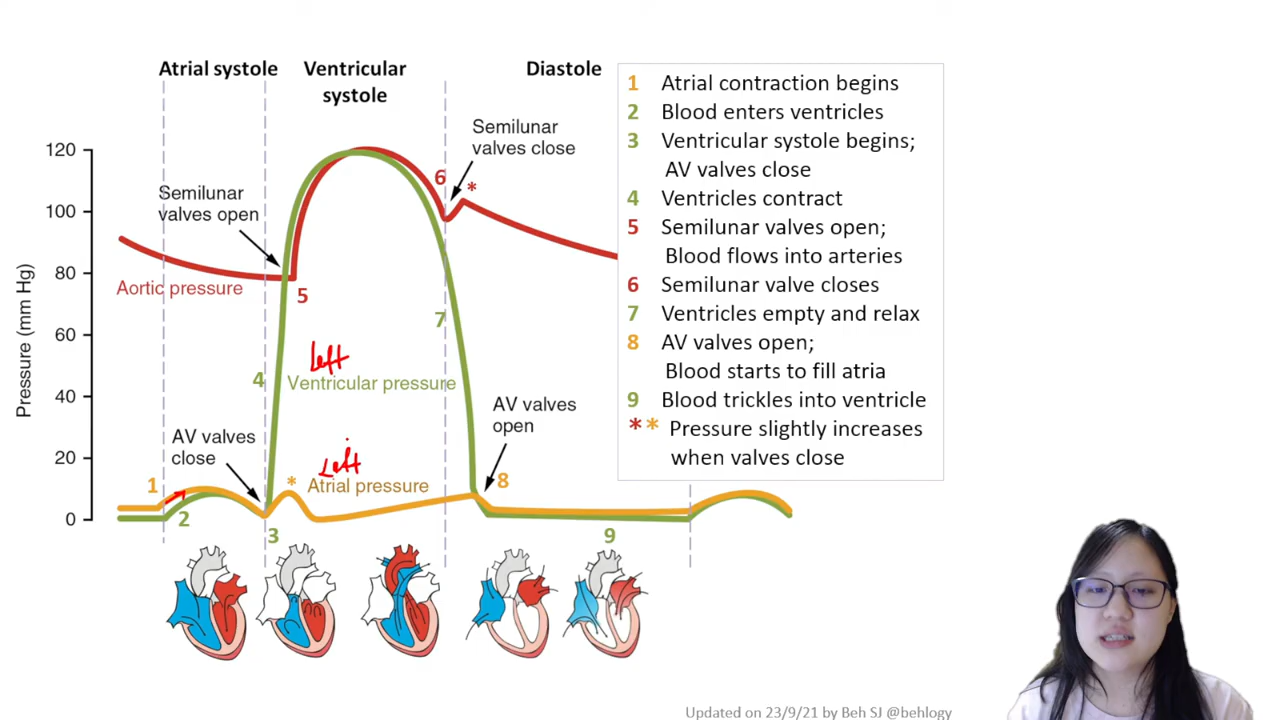 Atrial systole
Ventricular
systole
Diastole
Semilunar
valves close
120
100
80
60
40
20
0
Pressure (mm Hg)
Semilunar
valves open
6
*
Aortic pressure
5
7
Left
4
Ventricular pressure
AV valves
close
AV valves
open
Left
1
*
Atrial pressure
8
2
3
9
1 Atrial contraction begins
2 Blood enters ventricles
3 Ventricular systole begins;
AV valves close
4 Ventricles contract
5 Semilunar valves open;
Blood flows into arteries
6 Semilunar valve closes
7 Ventricles empty and relax
8 AV valves open;
Blood starts to fill atria
9 Blood trickles into ventricle
** Pressure slightly increases
when valves close
Updated on 23/9/21 by Beh SJ @behlogy